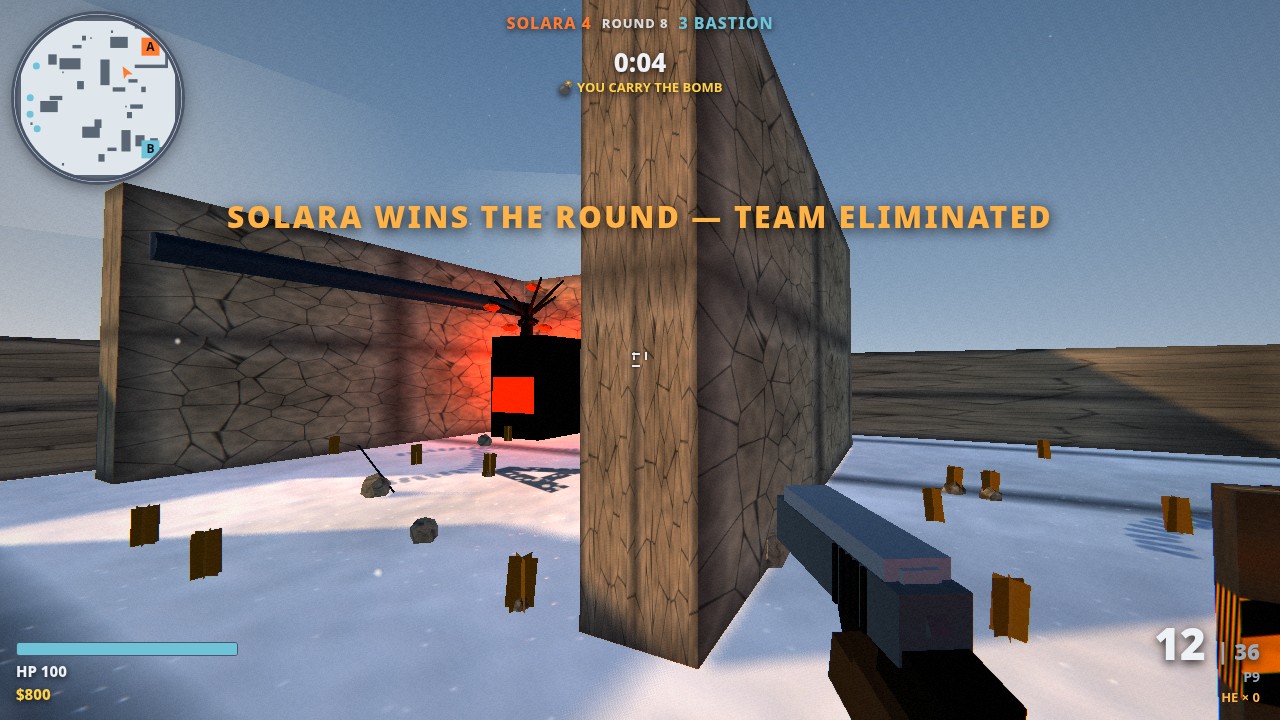 SOLARA 4 ROUND 8 3 BASTION
0:04
YOU CARRY THE BOMB
A
B
SOLARA WINS THE ROUND — TEAM ELIMINATED
A
HP 100
$800
12 | 36
P9
HE × 0